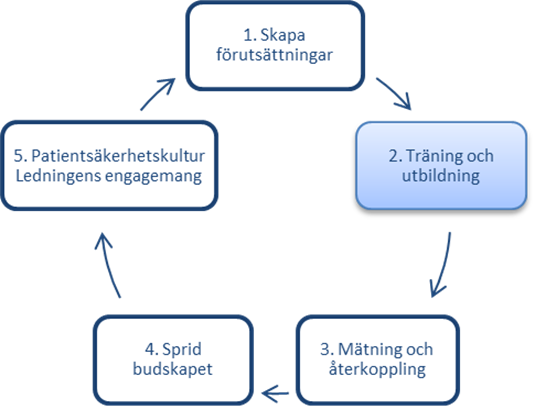 1. Skapa
förutsättningar
2. Träning och
utbildning
3. Mätning och
återkoppling
4. Sprid
budskapet
5. Patientsäkerhetskultur
Ledningens engagemang